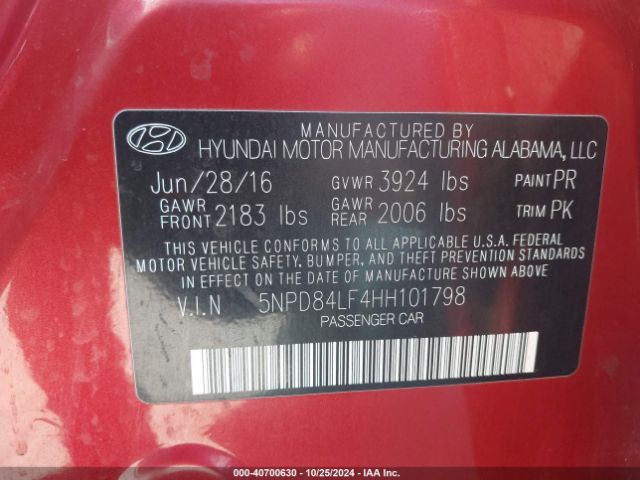 MANUFACTURED BY
HYUNDAI MOTOR MANUFACTURING ALABAMA, LLC
Jun/28/16 GVWR 3924 lbs PAINT PR
GAWR FRONT 2183 lbs GAWR REAR 2006 lbs TRIM PK
THIS VEHICLE CONFORMS TO ALL APPLICABLE U.S.A. FEDERAL
MOTOR VEHICLE SAFETY, BUMPER, AND THEFT PREVENTION STANDARDS
IN EFFECT ON THE DATE OF MANUFACTURE SHOWN ABOVE.
V.I.N 5NPD84LF4HH101798
PASSENGER CAR
000-40700630 - 10/25/2024 - IAA Inc.